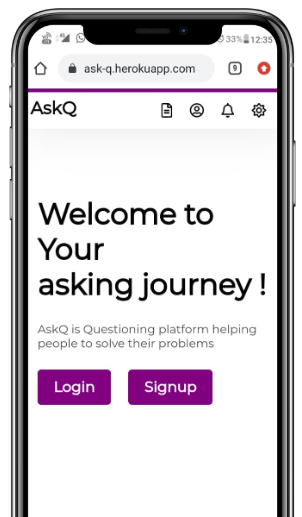 33% 12:35
ask-q.herokuapp.com 9
AskQ
Welcome to
Your
asking journey !
AskQ is Questioning platform helping
people to solve their problems
Login Signup